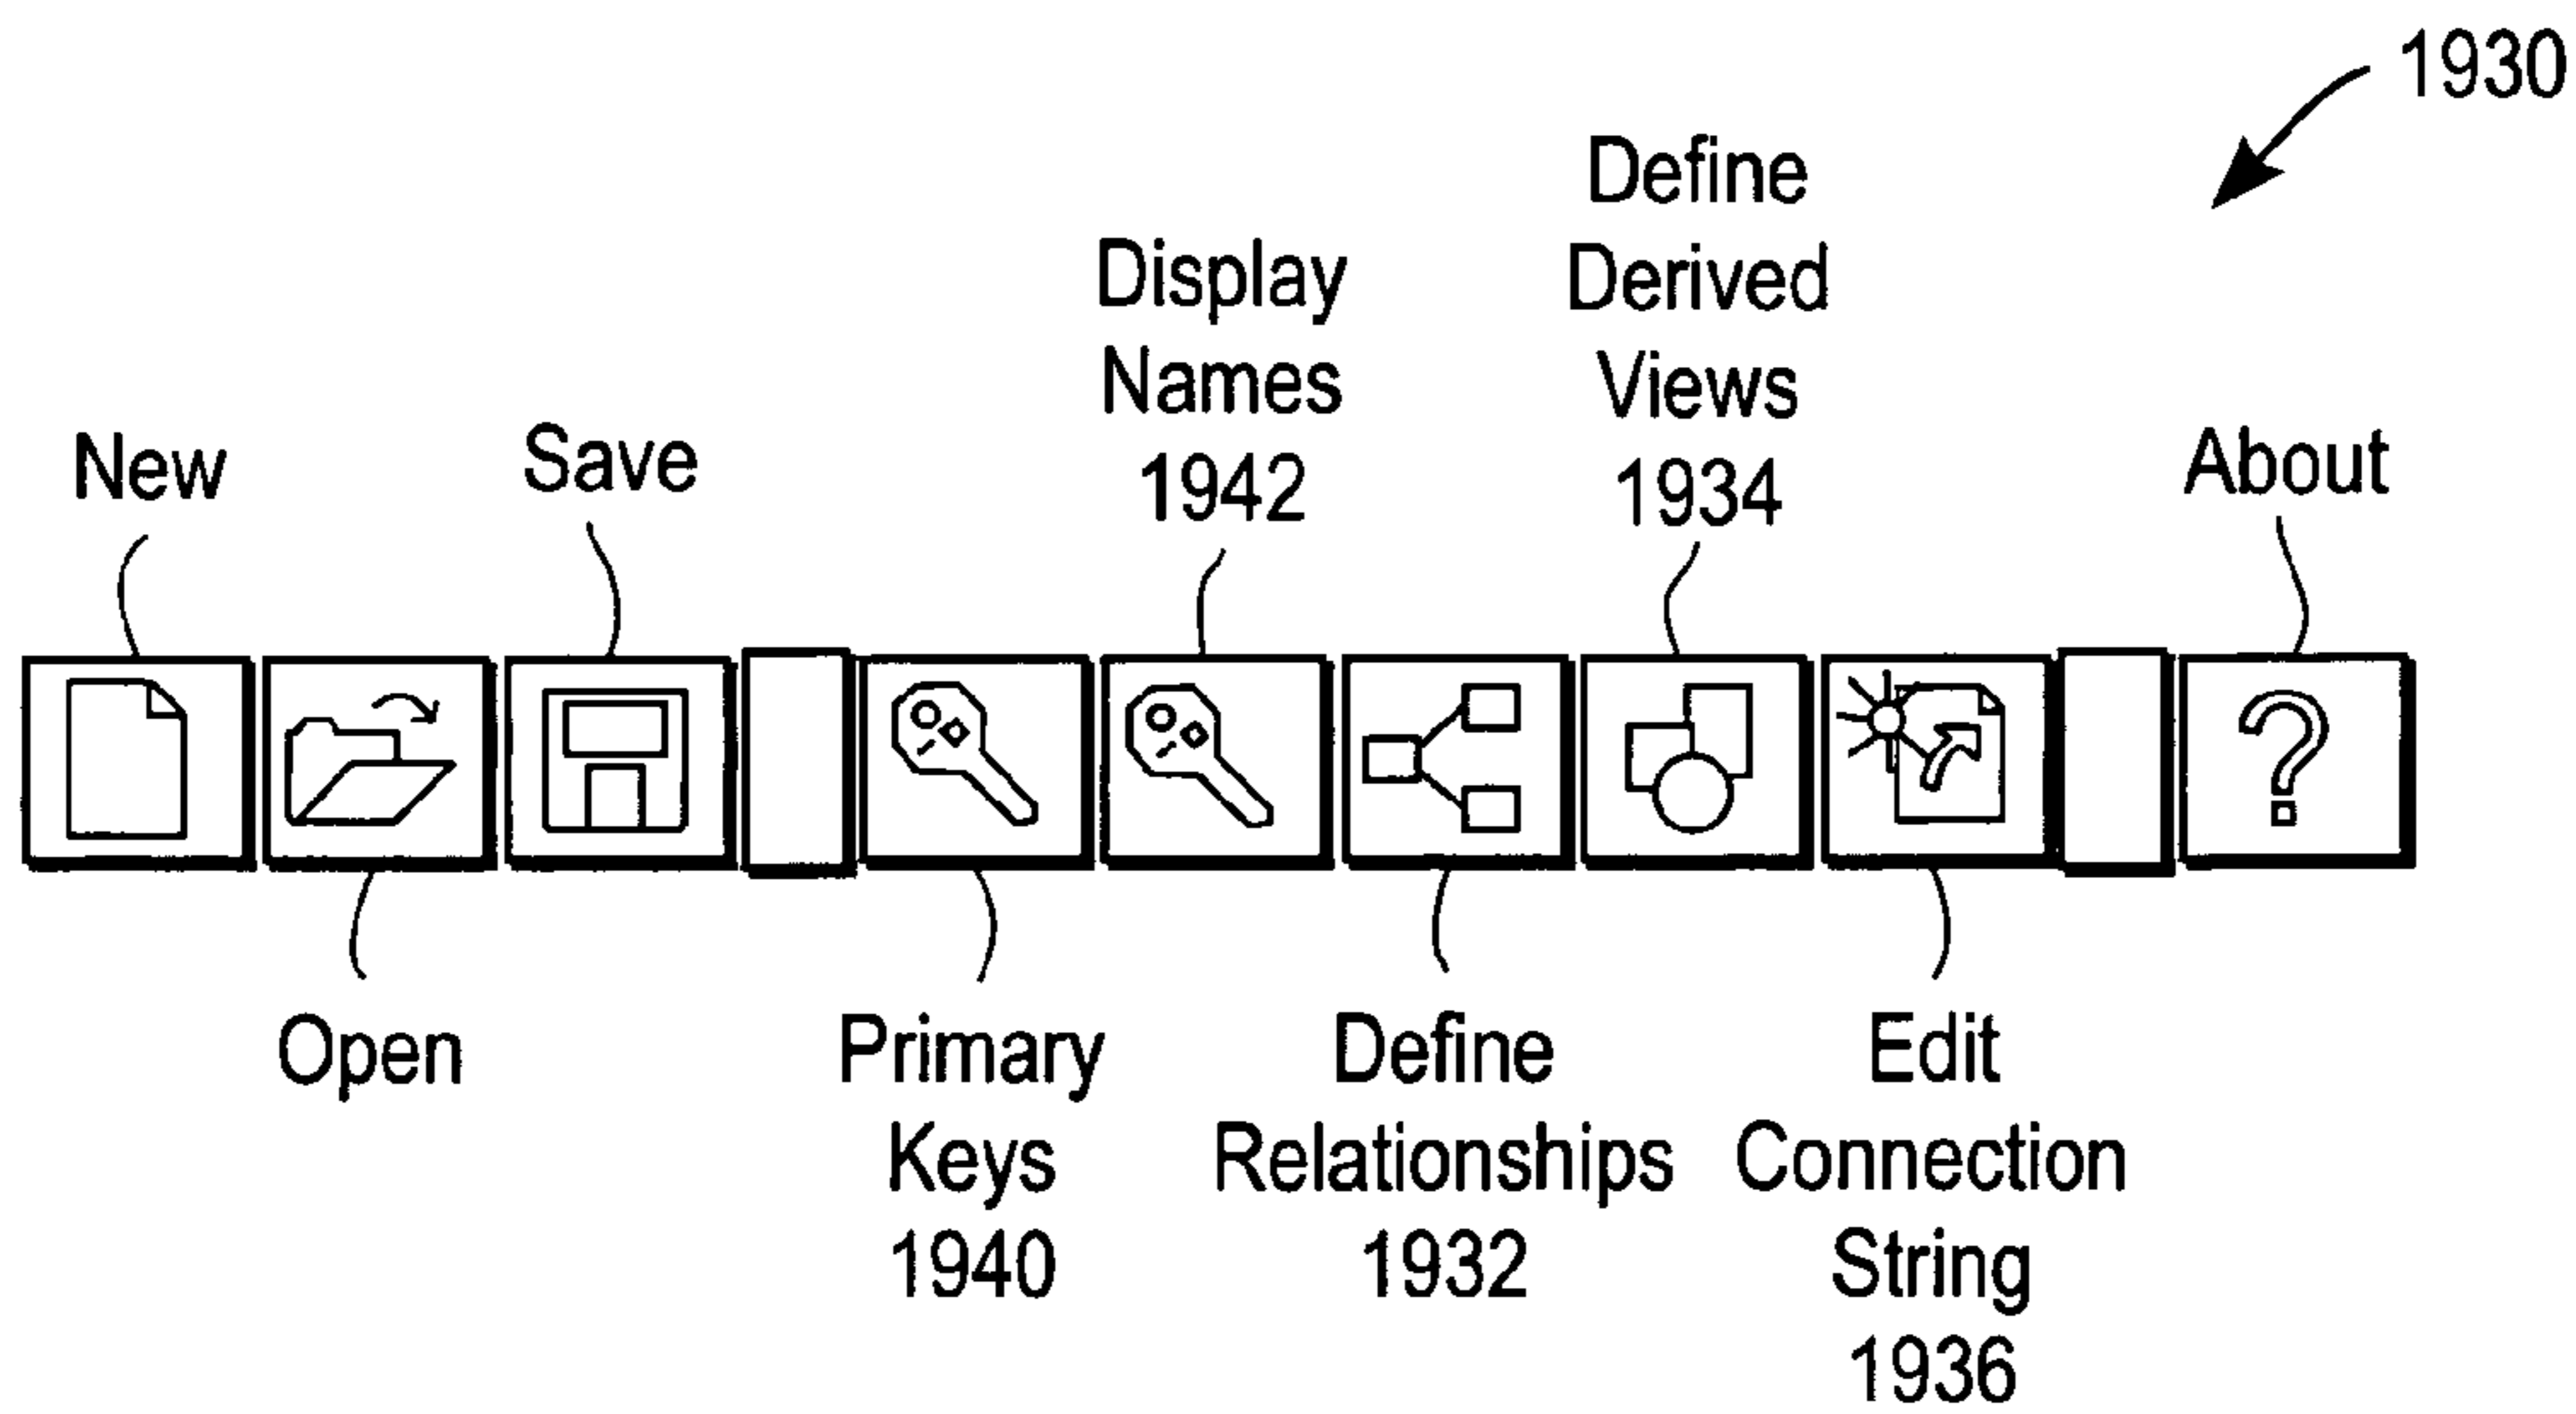 1930
Define
Derived
Views
1934
Display
Names
1942
New
Save
About
Open
Primary
Keys
1940
Define
Relationships
1932
Edit
Connection
String
1936